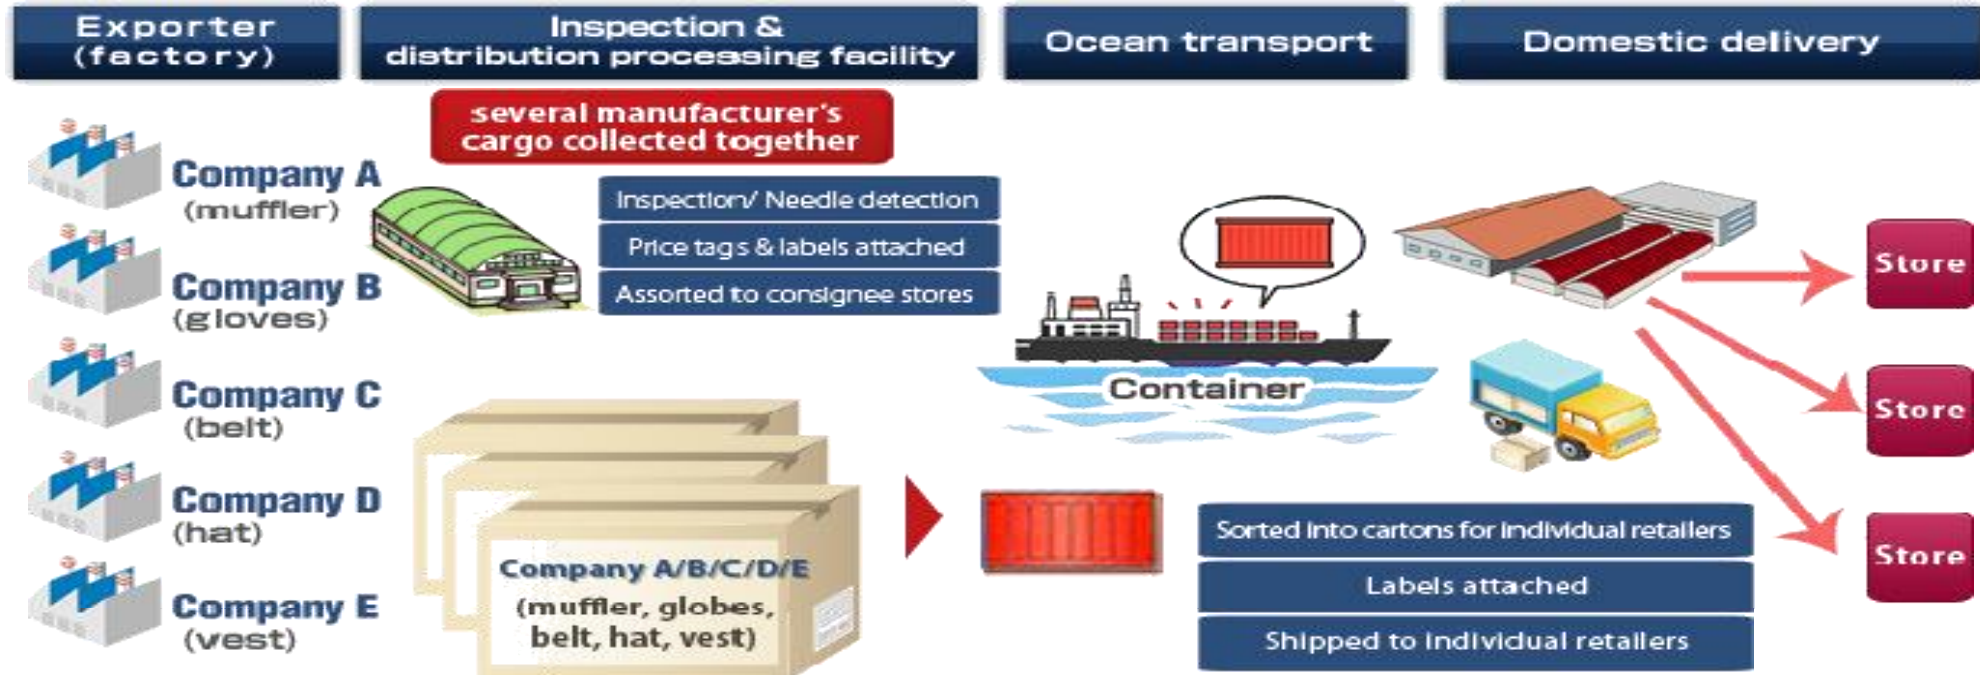 Exporter
(factory)
Inspection &
distribution processing facility
Ocean transport
Domestic delivery
several manufacturer's
cargo collected together
Company A
(muffler)
Company B
(gloves)
Company C
(belt)
Company D
(hat)
Company E
(vest)
Inspection/ Needle detection
Price tags & labels attached
Assorted to consignee stores
Company A/B/C/D/E
(muffler, globes,
belt, hat, vest)
Container
Sorted into cartons for individual retailers
Labels attached
Shipped to individual retailers
Store
Store
Store